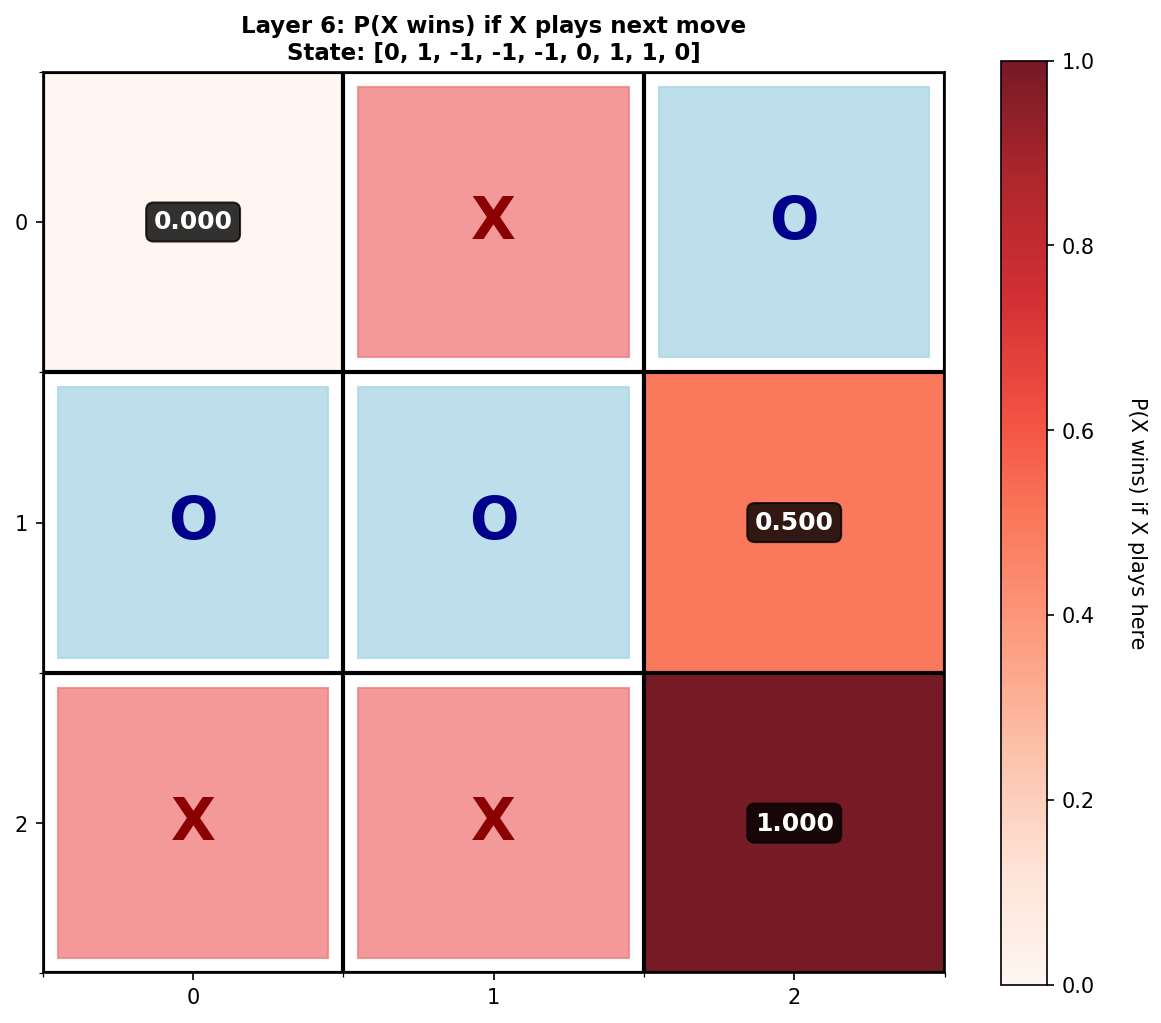 Layer 6: P(X wins) if X plays next move
State: [0, 1, -1, -1, -1, 0, 1, 1, 0]
0.000
X
O
O
O
0.500
X
X
1.000
0
1
2
0
1
2
1.0
0.8
0.6
0.4
0.2
0.0
P(X wins) if X plays here